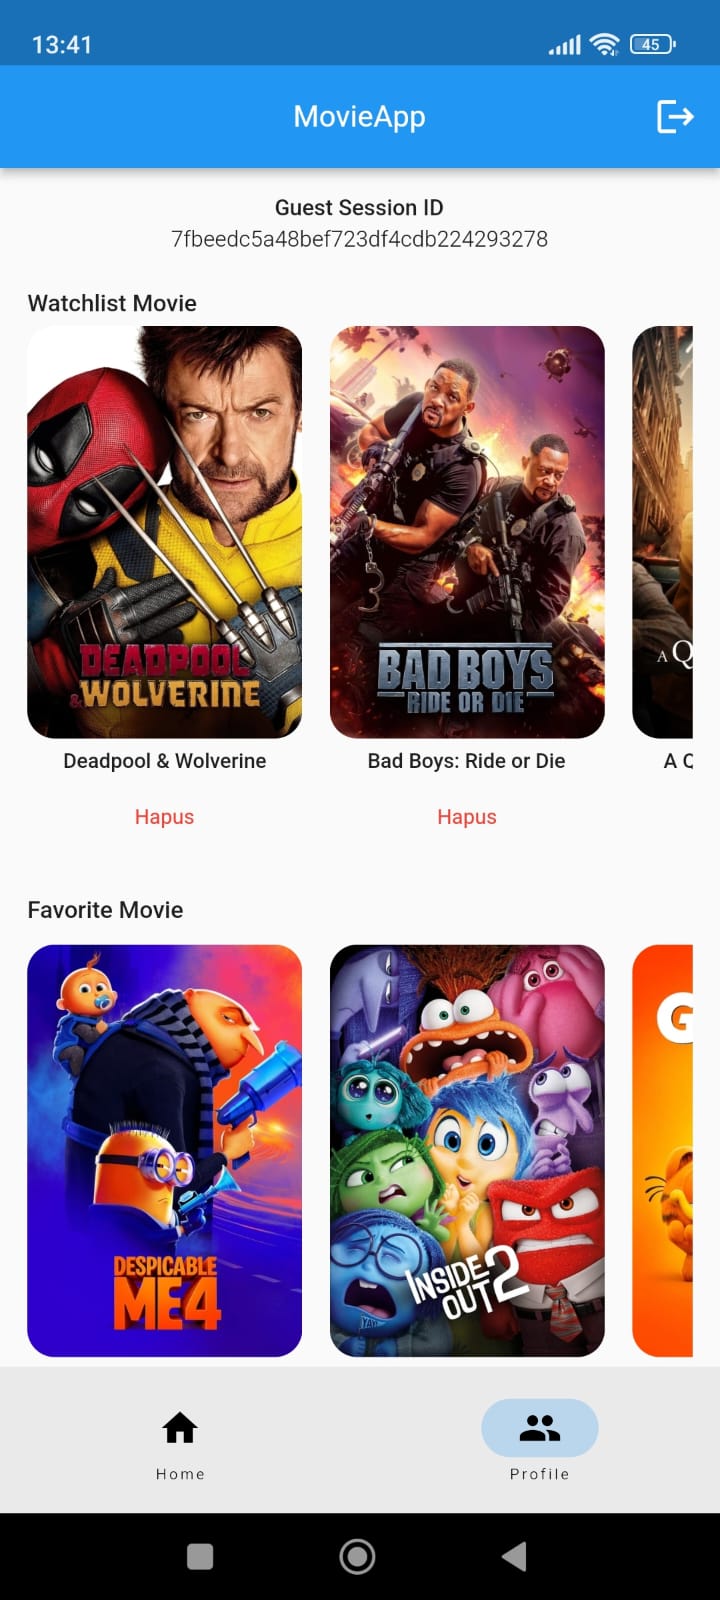 13:41
45
MovieApp
Guest Session ID
7fbeedc5a48bef723df4cdb224293278
Watchlist Movie
DEADPOOL
& WOLVERINE
BAD BOYS
RIDE OR DIE
A Q
Deadpool & Wolverine
Bad Boys: Ride or Die
A Q
Hapus
Hapus
Favorite Movie
G
DESPICABLE
ME4
INSIDE
OUT 2
Home
Profile